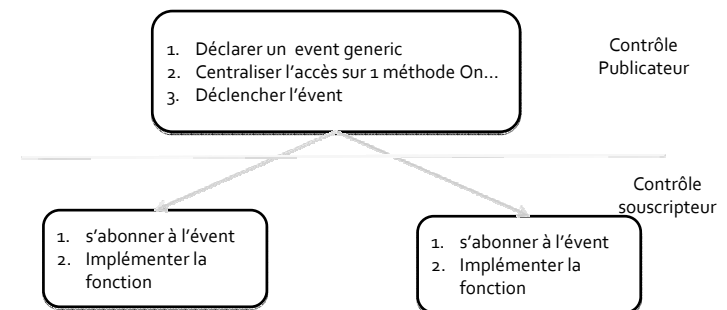 1. Déclarer un event generic
2. Centraliser l'accès sur 1 méthode On...
3. Déclencher l'évent
Contrôle
Publicateur
Contrôle
souscripteur
1. s'abonner à l'évent
2. Implémenter la
fonction
1. s'abonner à l'évent
2. Implémenter la
fonction